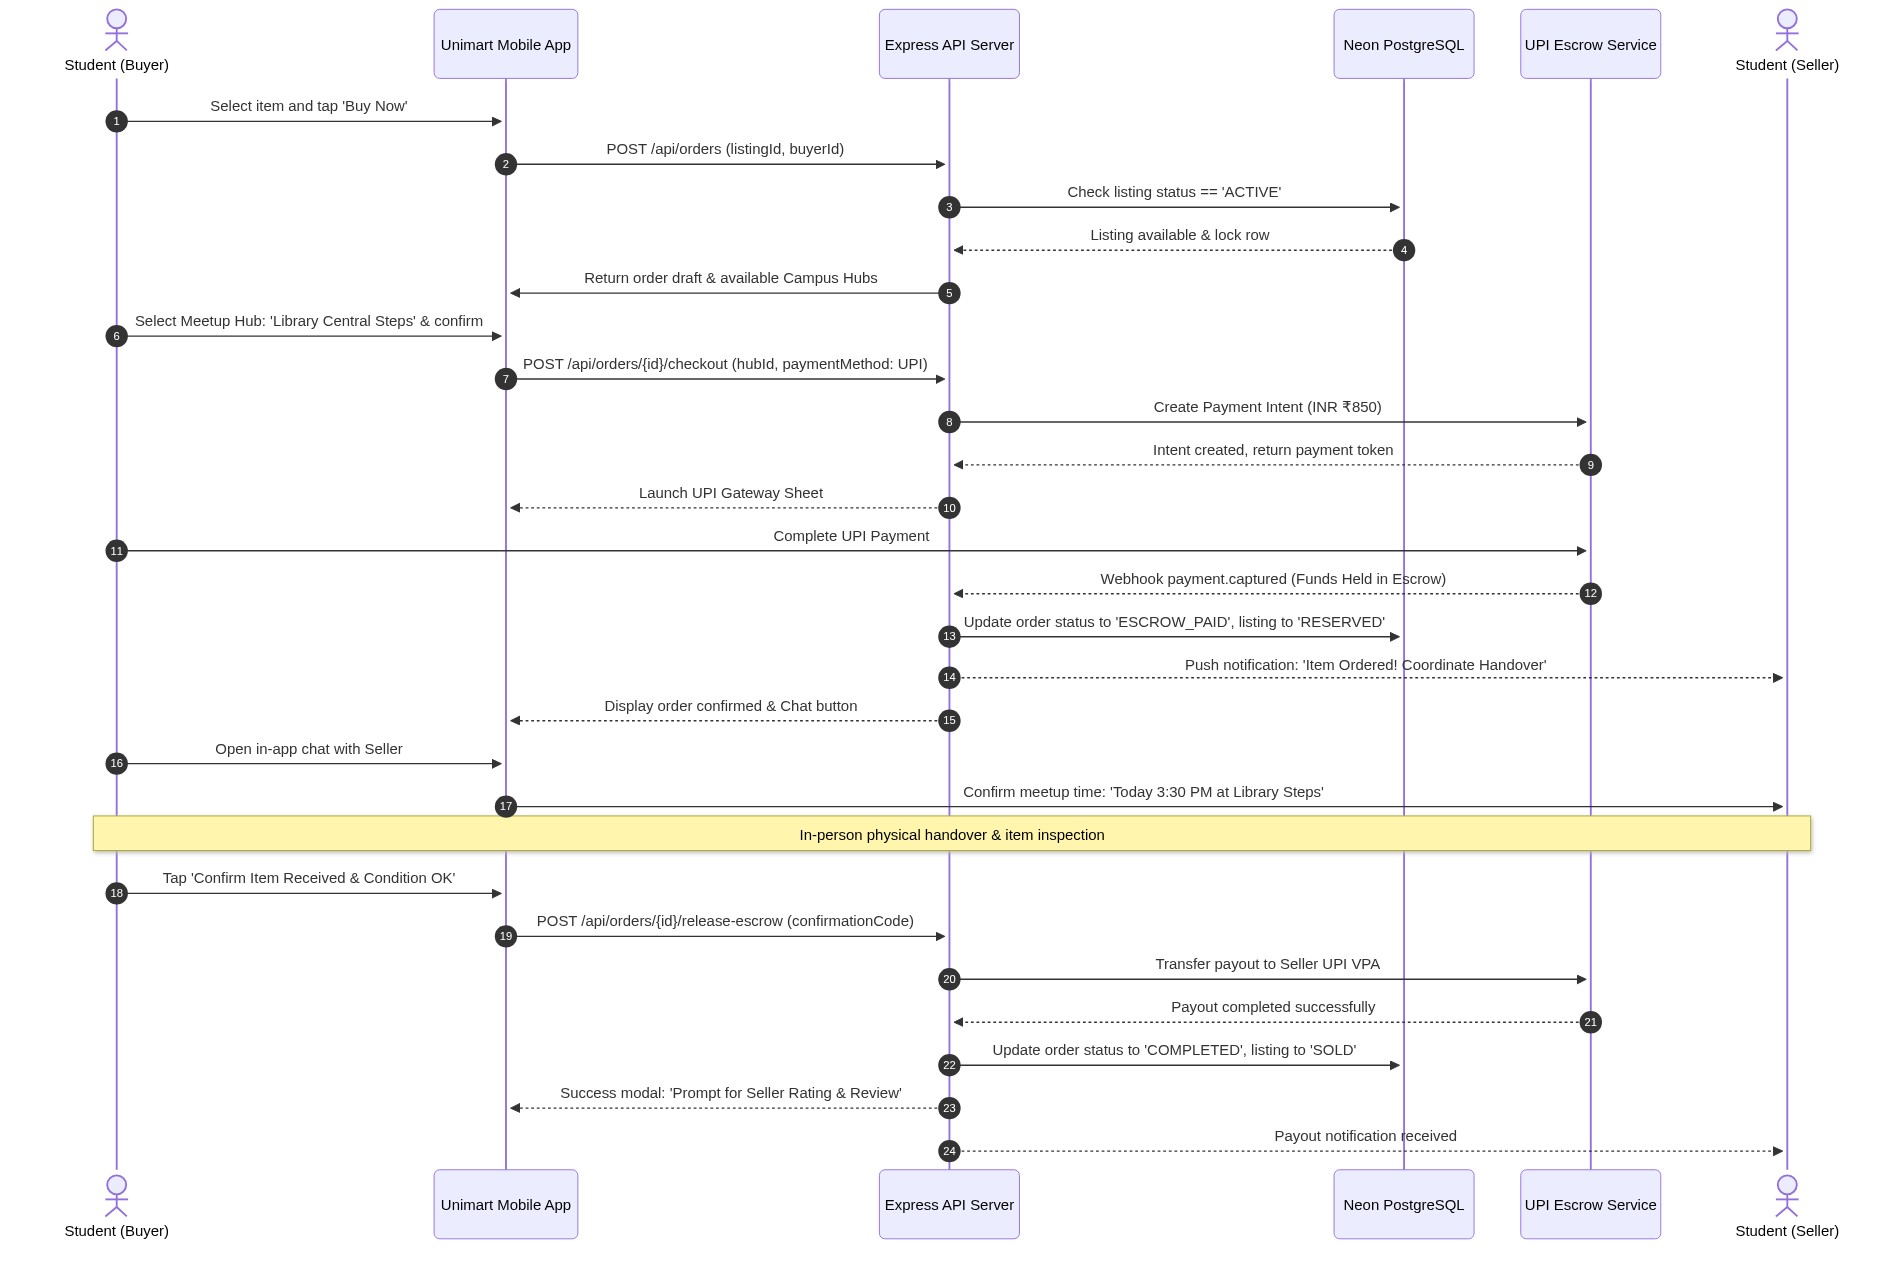 Student (Buyer)
Unimart Mobile App
Express API Server
Neon PostgreSQL
UPI Escrow Service
Student (Seller)
Select item and tap 'Buy Now'
1
POST /api/orders (listingId, buyerId)
2
Check listing status == 'ACTIVE'
3
Listing available & lock row
4
Return order draft & available Campus Hubs
5
Select Meetup Hub: 'Library Central Steps' & confirm
6
POST /api/orders/{id}/checkout (hubId, paymentMethod: UPI)
7
Create Payment Intent (INR ₹850)
8
Intent created, return payment token
9
Launch UPI Gateway Sheet
10
Complete UPI Payment
11
Webhook payment.captured (Funds Held in Escrow)
12
Update order status to 'ESCROW_PAID', listing to 'RESERVED'
13
Push notification: 'Item Ordered! Coordinate Handover'
14
Display order confirmed & Chat button
15
Open in-app chat with Seller
16
Confirm meetup time: 'Today 3:30 PM at Library Steps'
17
In-person physical handover & item inspection
Tap 'Confirm Item Received & Condition OK'
18
POST /api/orders/{id}/release-escrow (confirmationCode)
19
Transfer payout to Seller UPI VPA
20
Payout completed successfully
21
Update order status to 'COMPLETED', listing to 'SOLD'
22
Success modal: 'Prompt for Seller Rating & Review'
23
Payout notification received
24
Student (Buyer)
Unimart Mobile App
Express API Server
Neon PostgreSQL
UPI Escrow Service
Student (Seller)